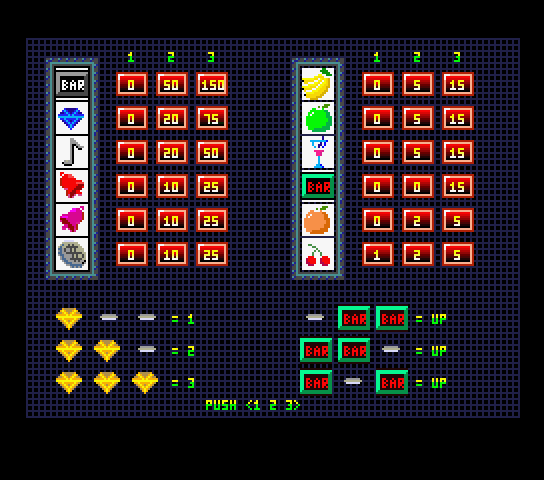 1 2 3 1 2 3
BAR 0 50 150 0 5 15
0 20 75 0 5 15
0 20 50 0 5 15
0 10 25 BAR 0 0 15
0 10 25 0 2 5
0 10 25 1 2 5
= 1 BAR BAR = UP
= 2 BAR BAR = UP
= 3 BAR BAR = UP
PUSH <1 2 3>